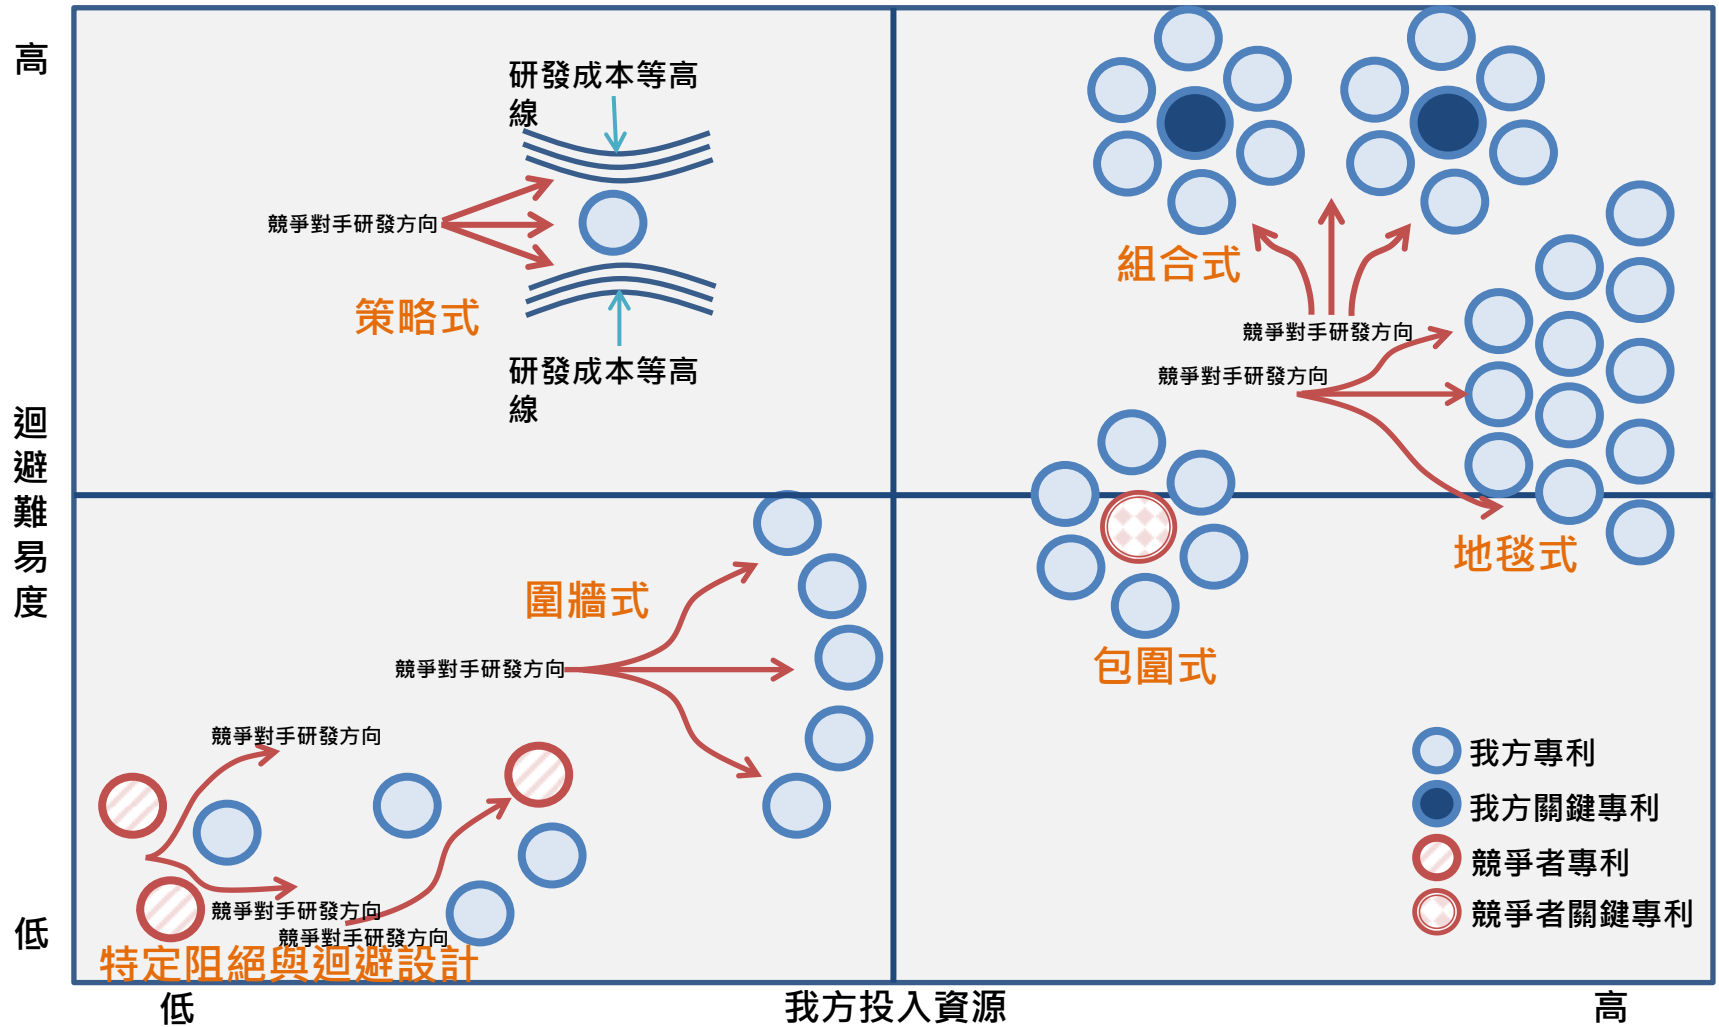 高
研發成本等高
線
競爭對手研發方向
策略式
研發成本等高
線
組合式
競爭對手研發方向
競爭對手研發方向
地毯式
迴避難易度
圍牆式
競爭對手研發方向
包圍式
競爭對手研發方向
競爭對手研發方向
競爭對手研發方向
特定阻絕與迴避設計
我方專利
我方關鍵專利
競爭者專利
競爭者關鍵專利
低
低
我方投入資源
高